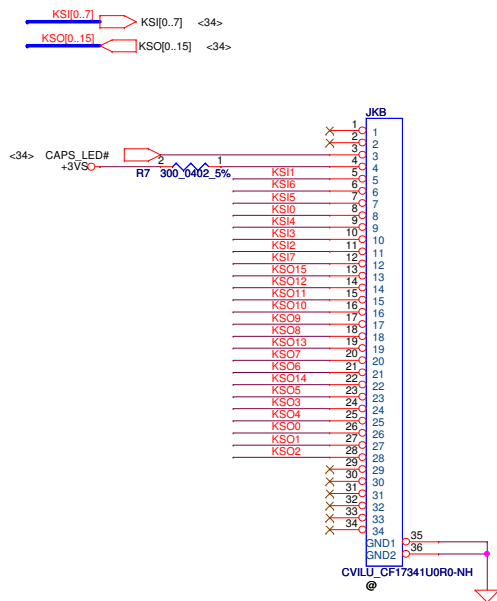 KSI[0..7] KSI[0..7] <34>
KSO[0..15] KSO[0..15] <34>
JKB
1 1
2 2
<34> CAPS_LED# 3 3
+3VS 2 R7 300_0402_5% 1 4 4
KSI1 5 5
KSI6 6 6
KSI5 7 7
KSI0 8 8
KSI4 9 9
KSI3 10 10
KSI2 11 11
KSI7 12 12
KSO15 13 13
KSO12 14 14
KSO11 15 15
KSO10 16 16
KSO9 17 17
KSO8 18 18
KSO13 19 19
KSO7 20 20
KSO6 21 21
KSO14 22 22
KSO5 23 23
KSO3 24 24
KSO4 25 25
KSO0 26 26
KSO1 27 27
KSO2 28 28
29 29
30 30
31 31
32 32
33 33
34 34
GND1 35
GND2 36
CVILU_CF17341U0R0-NH
@